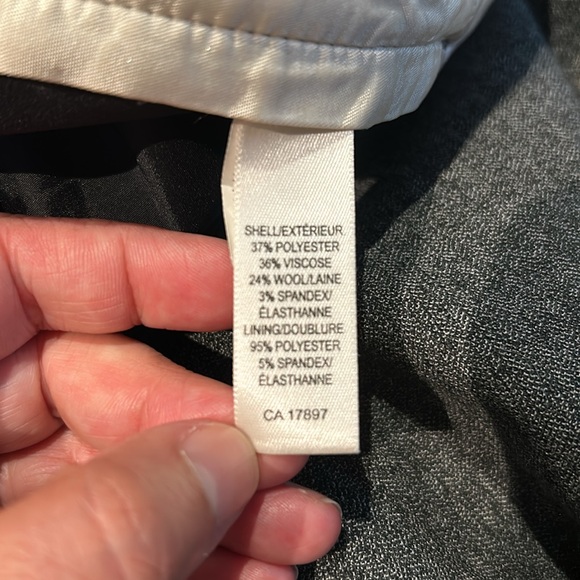 SHELL/EXTÉRIEUR
37% POLYESTER
36% VISCOSE
24% WOOL/LAINE
3% SPANDEX/
ÉLASTHANNE
LINING/DOUBLURE
95% POLYESTER
5% SPANDEX/
ÉLASTHANNE
CA 17897